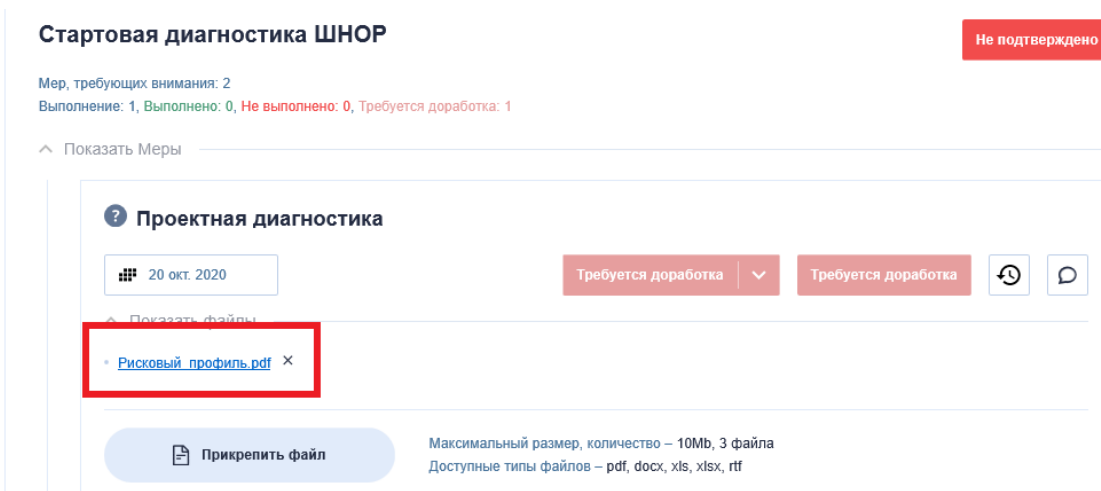 Стартовая диагностика ШНОР
Не подтверждено
Мер, требующих внимания: 2
Выполнение: 1, Выполнено: 0, Не выполнено: 0, Требуется доработка: 1
Показать Меры
? Проектная диагностика
20 окт. 2020
Требуется доработка
Требуется доработка
Показать файлы
Рисковый_профиль.pdf ×
Прикрепить файл
Максимальный размер, количество – 10Mb, 3 файла
Доступные типы файлов – pdf, docx, xls, xlsx, rtf